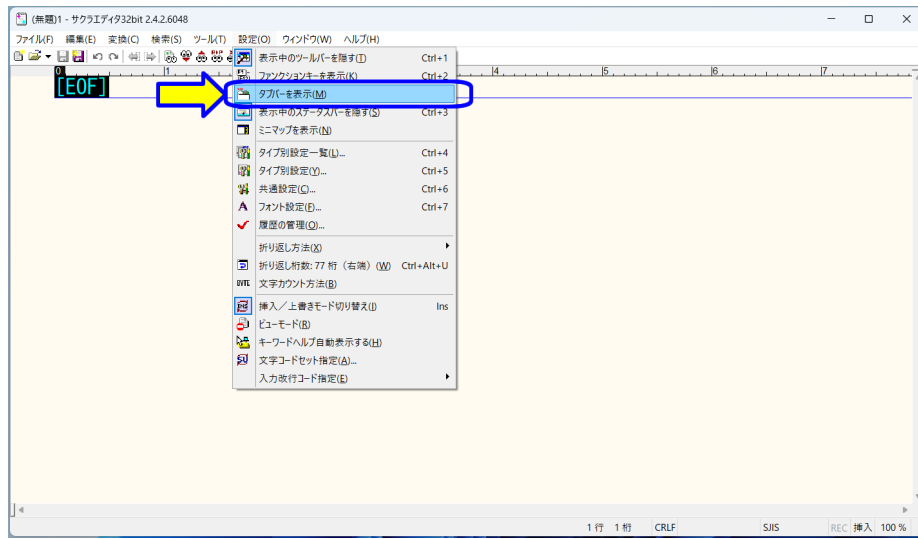 (無題)1 - サクラエディタ32bit 2.4.2.6048
ファイル(F) 編集(E) 変換(C) 検索(S) ツール(T) 設定(O) ウィンドウ(W) ヘルプ(H)
表示中のツールバーを隠す(T) Ctrl+1
ファンクションキーを表示(K) Ctrl+2
タブバーを表示(M)
表示中のステータスバーを隠す(S) Ctrl+3
ミニマップを表示(N)
タイプ別設定一覧(L)... Ctrl+4
タイプ別設定(Y)... Ctrl+5
共通設定(C)... Ctrl+6
フォント設定(F)... Ctrl+7
履歴の管理(O)...
折り返し方法(X)
折り返し桁数: 77 桁（右端）(W) Ctrl+Alt+U
文字カウント方法(B)
挿入／上書きモード切り替え(I) Ins
ビューモード(R)
キーワードヘルプ自動表示する(H)
文字コードセット指定(A)...
入力改行コード指定(E)
0 1 4 5 6 7
[EOF]
1 行 1 桁 CRLF SJIS REC 挿入 100 %